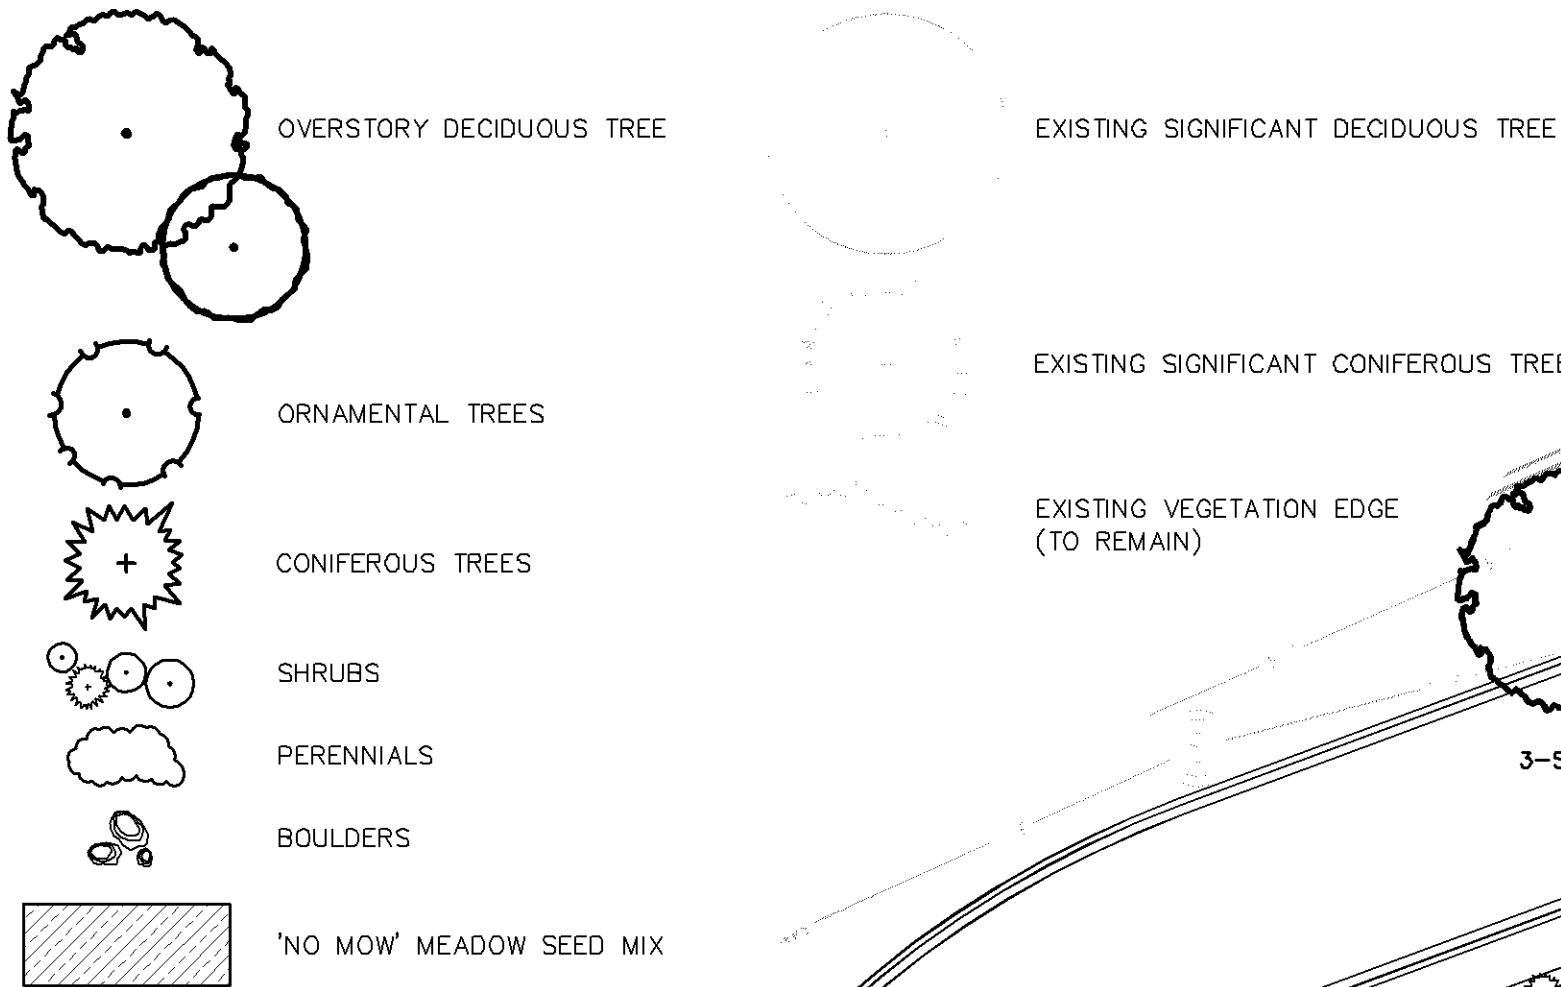 OVERSTORY DECIDUOUS TREE
ORNAMENTAL TREES
CONIFEROUS TREES
SHRUBS
PERENNIALS
BOULDERS
'NO MOW' MEADOW SEED MIX
EXISTING SIGNIFICANT DECIDUOUS TREE
EXISTING SIGNIFICANT CONIFEROUS TREE
EXISTING VEGETATION EDGE
(TO REMAIN)
3-S